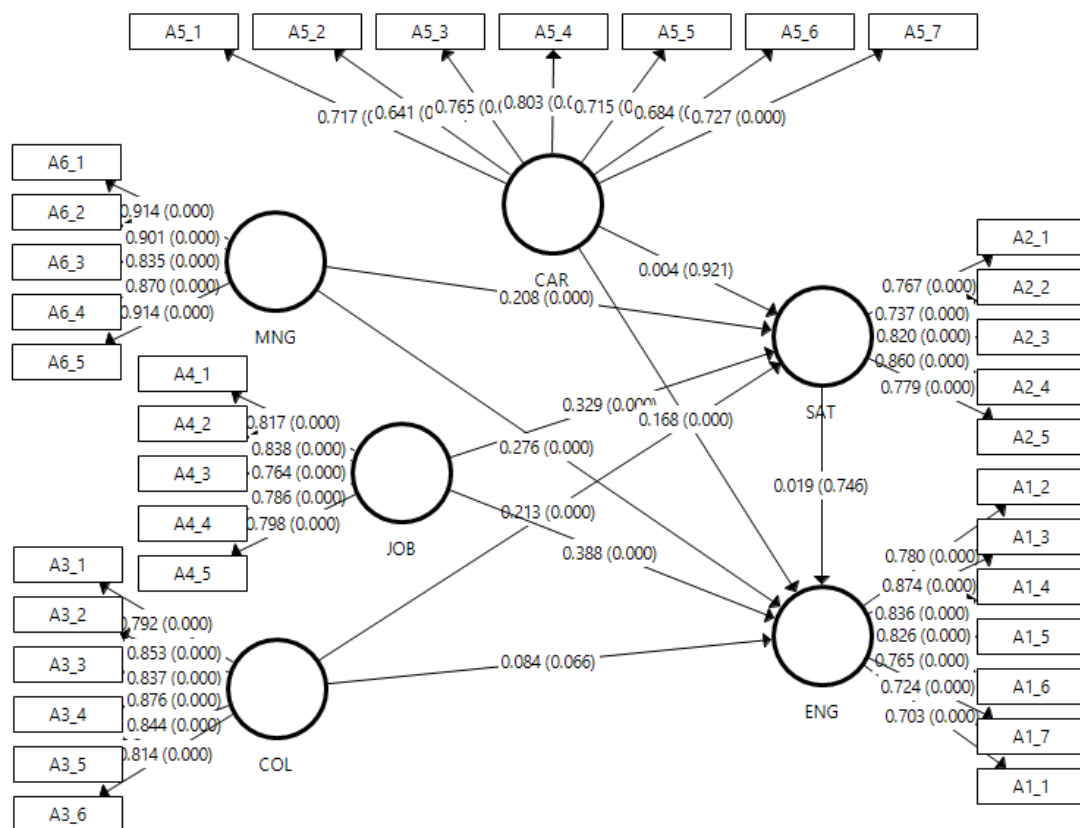 A5_1 A5_2 A5_3 A5_4 A5_5 A5_6 A5_7
0.717 (0 0.641 (0 0.765 (0.0 0.803 (0.0 0.715 (0 0.684 (0 0.727 (0.000)
CAR
A6_1
A6_2
A6_3
A6_4
A6_5
0.914 (0.000)
0.901 (0.000)
0.835 (0.000)
0.870 (0.000)
0.914 (0.000)
MNG
A4_1
A4_2
A4_3
A4_4
A4_5
0.817 (0.000)
0.838 (0.000)
0.764 (0.000)
0.786 (0.000)
0.798 (0.000)
JOB
A3_1
A3_2
A3_3
A3_4
A3_5
A3_6
0.792 (0.000)
0.853 (0.000)
0.837 (0.000)
0.876 (0.000)
0.844 (0.000)
0.814 (0.000)
COL
0.004 (0.921)
0.208 (0.000)
0.329 (0.000)
0.168 (0.000)
0.276 (0.000)
0.213 (0.000)
0.388 (0.000)
0.084 (0.066)
0.019 (0.746)
SAT
0.767 (0.000)
0.737 (0.000)
0.820 (0.000)
0.860 (0.000)
0.779 (0.000)
A2_1
A2_2
A2_3
A2_4
A2_5
ENG
0.780 (0.000)
0.874 (0.000)
0.836 (0.000)
0.826 (0.000)
0.765 (0.000)
0.724 (0.000)
0.703 (0.000)
A1_2
A1_3
A1_4
A1_5
A1_6
A1_7
A1_1